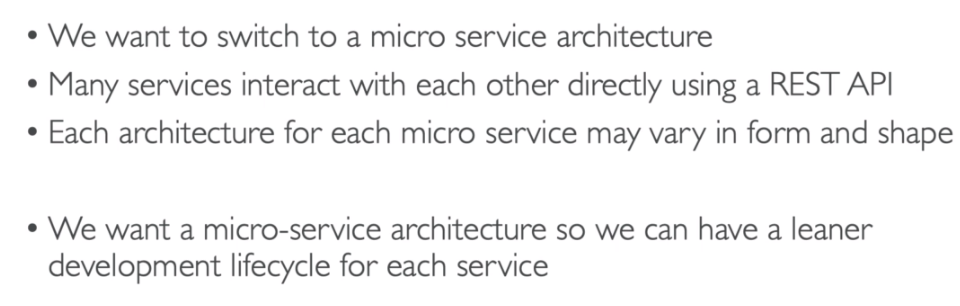 • We want to switch to a micro service architecture
• Many services interact with each other directly using a REST API
• Each architecture for each micro service may vary in form and shape
• We want a micro-service architecture so we can have a leaner
development lifecycle for each service